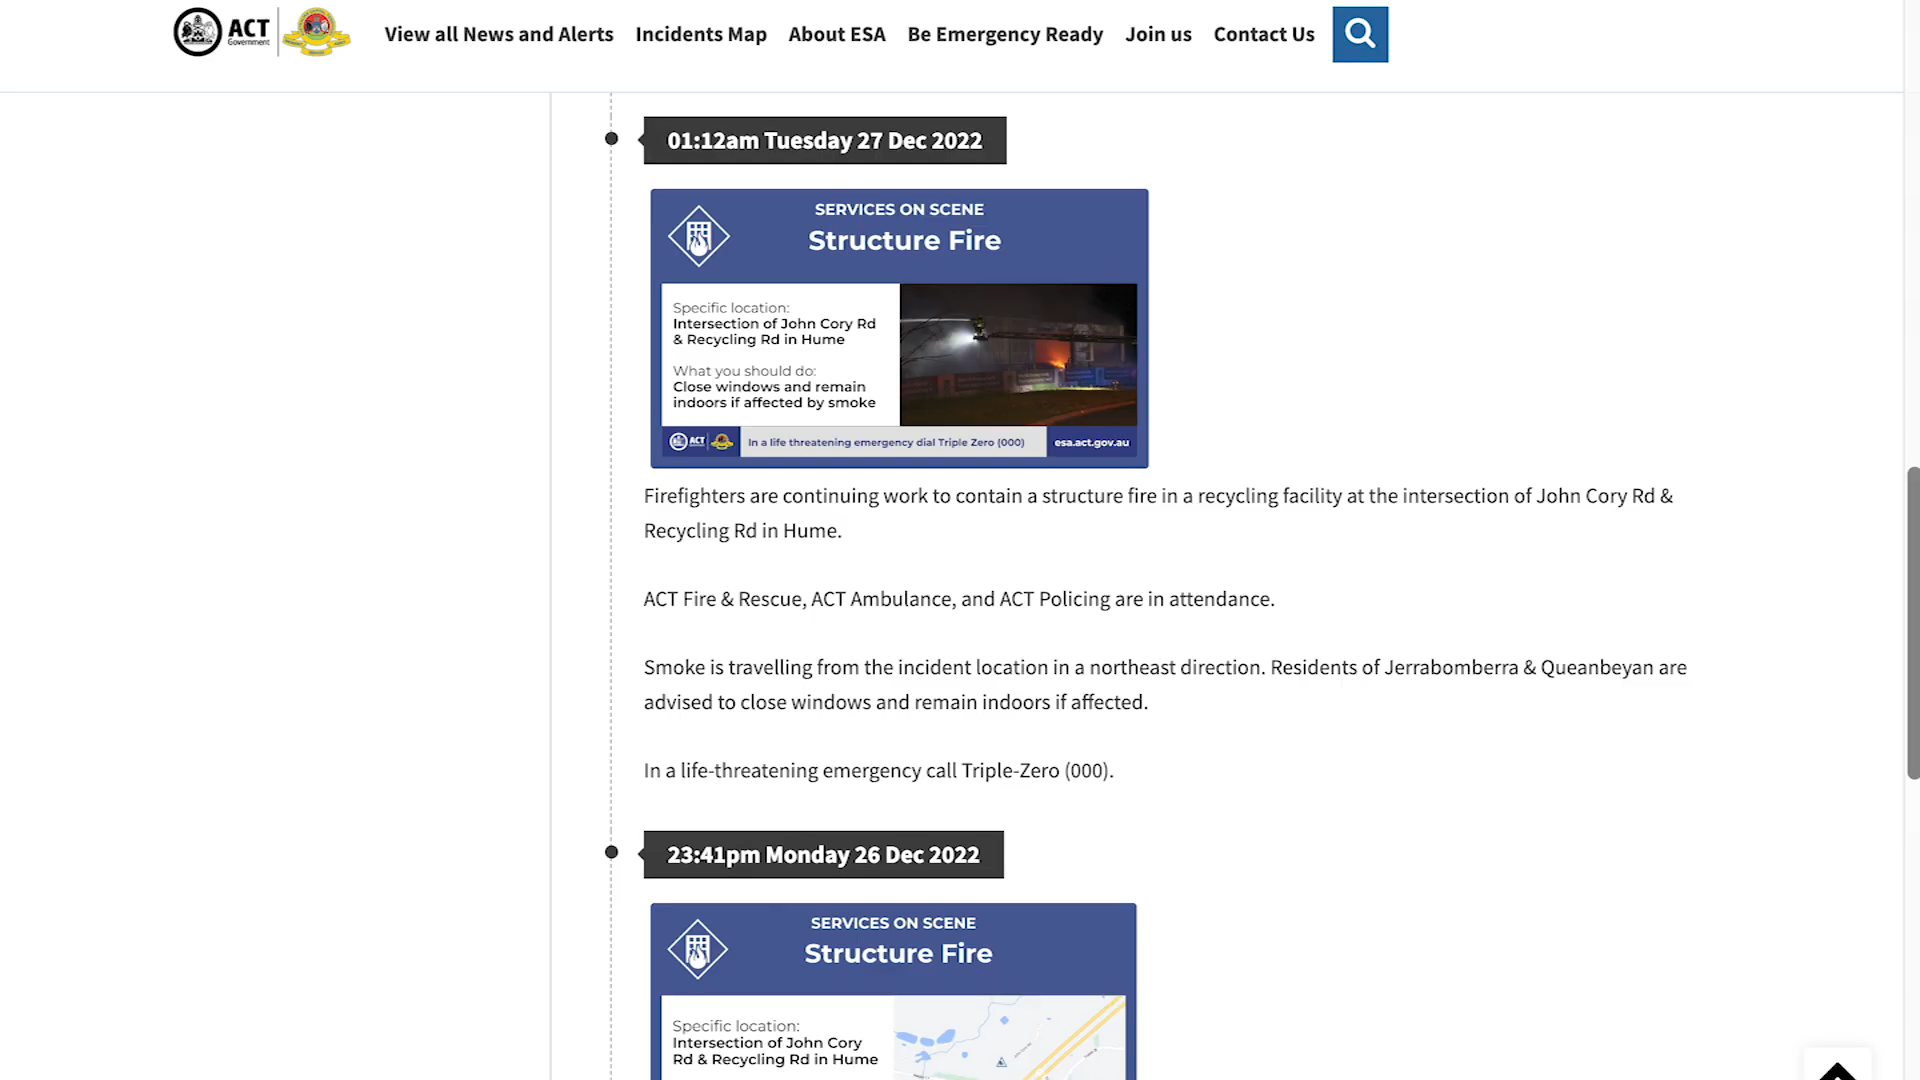 ACT
Government
View all News and Alerts
Incidents Map
About ESA
Be Emergency Ready
Join us
Contact Us
01:12am Tuesday 27 Dec 2022
SERVICES ON SCENE
Structure Fire
Specific location:
Intersection of John Cory Rd
& Recycling Rd in Hume
What you should do:
Close windows and remain
indoors if affected by smoke
ACT
In a life threatening emergency dial Triple Zero (000)
esa.act.gov.au
Firefighters are continuing work to contain a structure fire in a recycling facility at the intersection of John Cory Rd &
Recycling Rd in Hume.
ACT Fire & Rescue, ACT Ambulance, and ACT Policing are in attendance.
Smoke is travelling from the incident location in a northeast direction. Residents of Jerrabomberra & Queanbeyan are
advised to close windows and remain indoors if affected.
In a life-threatening emergency call Triple-Zero (000).
23:41pm Monday 26 Dec 2022
SERVICES ON SCENE
Structure Fire
Specific location:
Intersection of John Cory
Rd & Recycling Rd in Hume